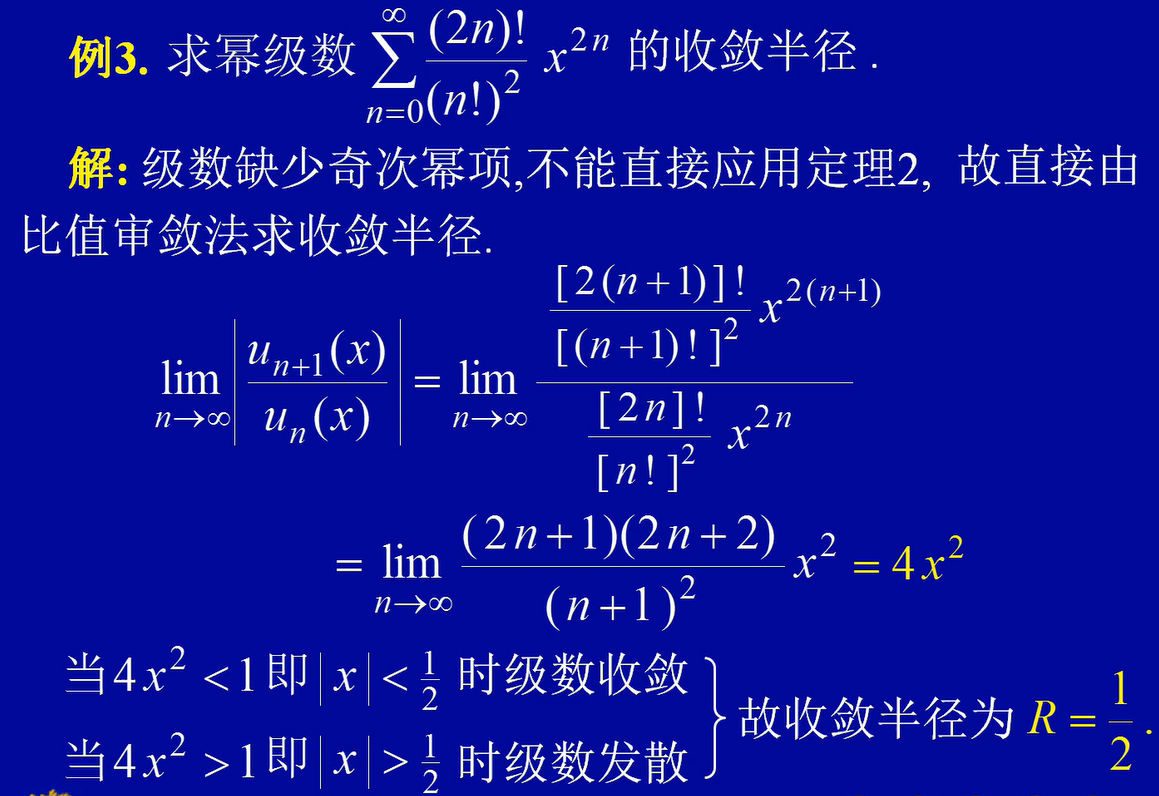 例3. 求幂级数 $\sum_{n=0}^{\infty} \frac{(2n)!}{(n!)^2} x^{2n}$ 的收敛半径 .
解: 级数缺少奇次幂项,不能直接应用定理2, 故直接由
比值审敛法求收敛半径.
$\lim_{n\to\infty} \left| \frac{u_{n+1}(x)}{u_n(x)} \right| = \lim_{n\to\infty} \frac{\frac{[2(n+1)]!}{[(n+1)!]^2} x^{2(n+1)}}{\frac{[2n]!}{[n!]^2} x^{2n}}$
$= \lim_{n\to\infty} \frac{(2n+1)(2n+2)}{(n+1)^2} x^2 = 4x^2$
当 $4x^2 < 1$ 即 $|x| < \frac{1}{2}$ 时级数收敛
当 $4x^2 > 1$ 即 $|x| > \frac{1}{2}$ 时级数发散
故收敛半径为 $R = \frac{1}{2}$ .